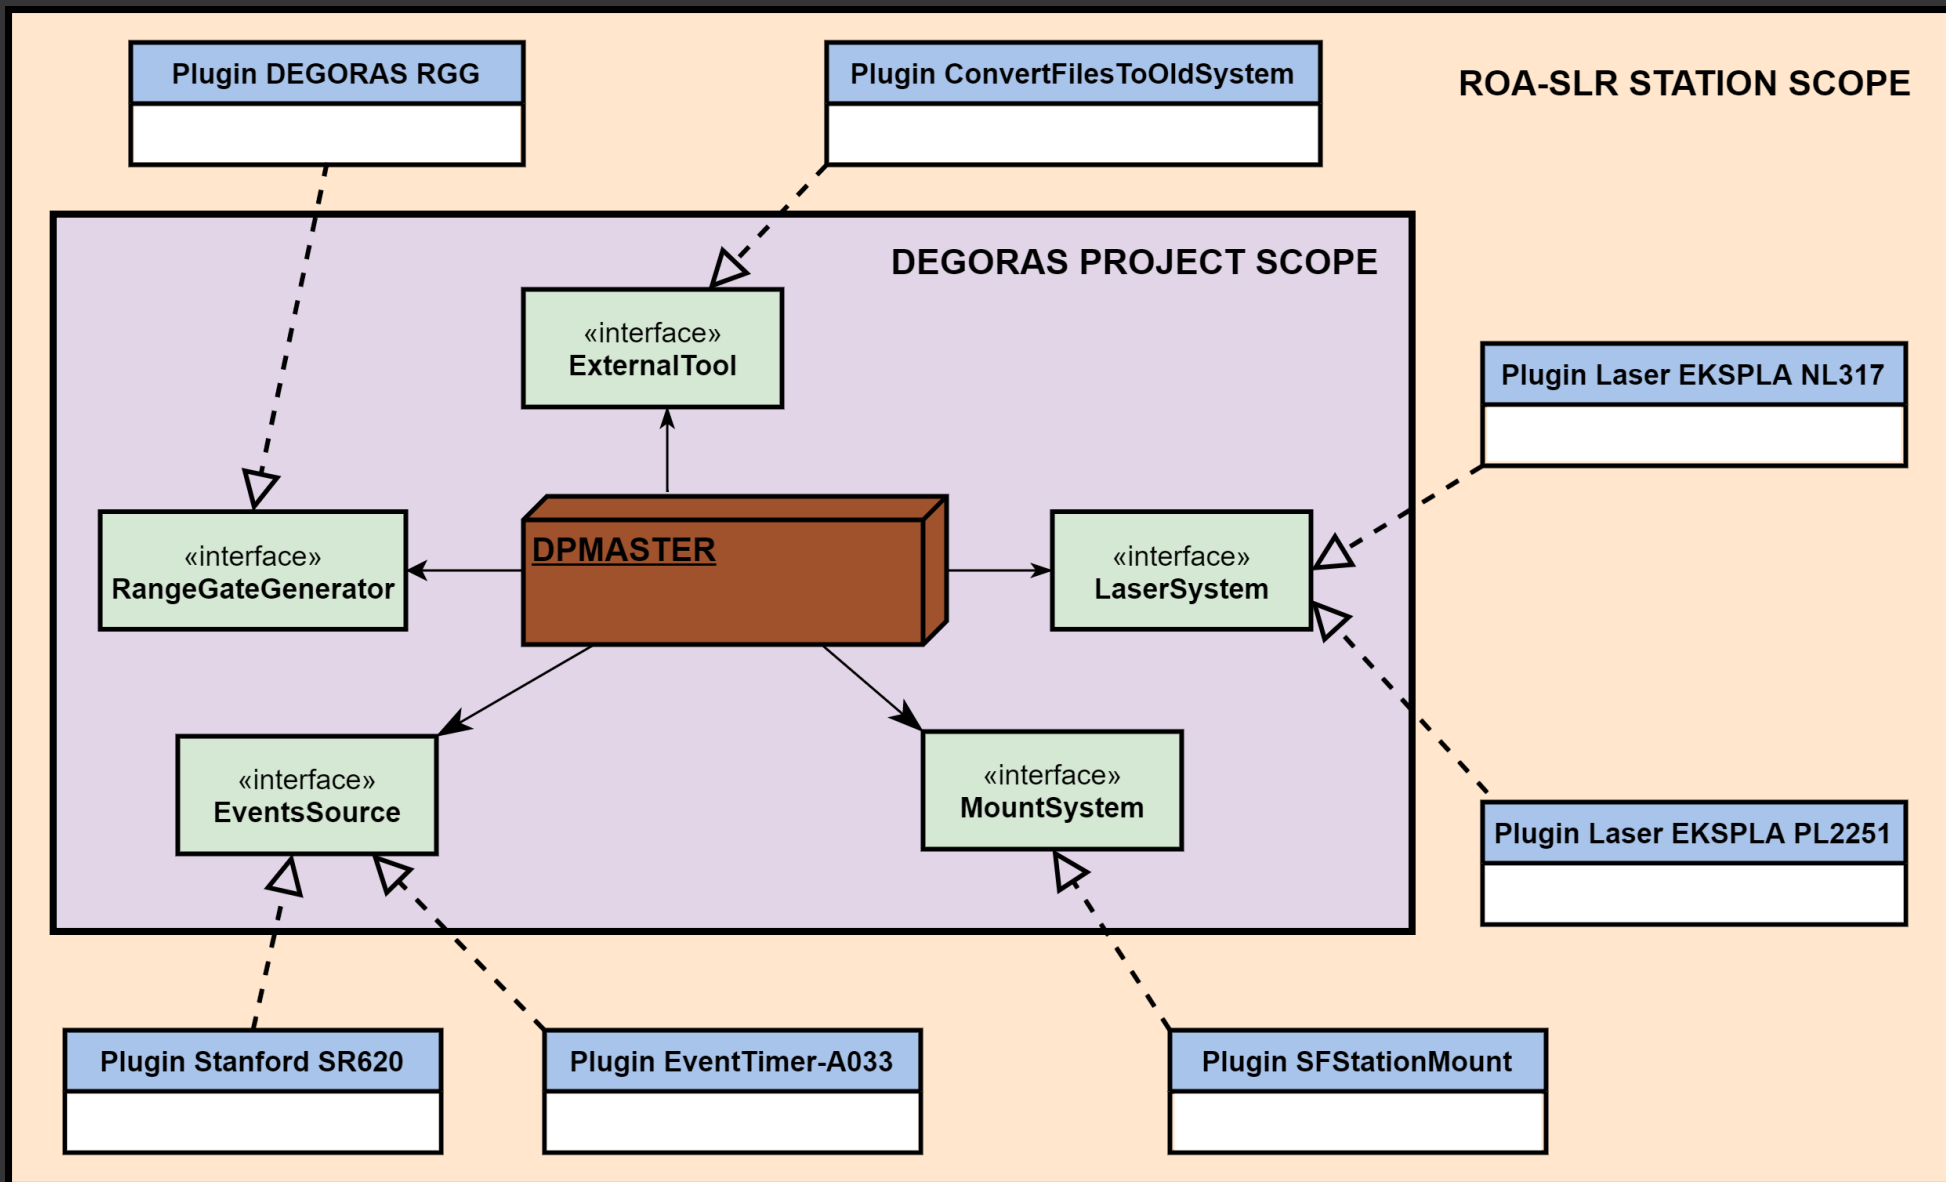 Plugin DEGORAS RGG
Plugin ConvertFilesToOldSystem
ROA-SLR STATION SCOPE
DEGORAS PROJECT SCOPE
«interface»
ExternalTool
Plugin Laser EKSPLA NL317
«interface»
RangeGateGenerator
DPMASTER
«interface»
LaserSystem
«interface»
EventsSource
«interface»
MountSystem
Plugin Laser EKSPLA PL2251
Plugin Stanford SR620
Plugin EventTimer-A033
Plugin SFStationMount